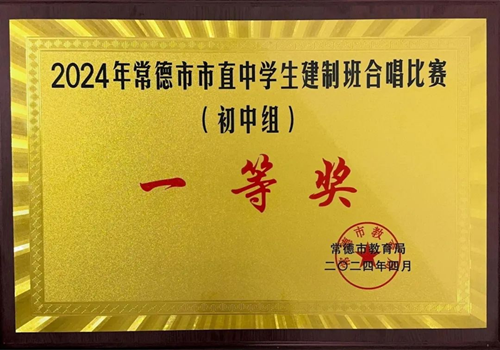 2024年常德市市直中学生建制班合唱比赛
（初中组）
一等奖
常德市教育局
二〇二四年四月